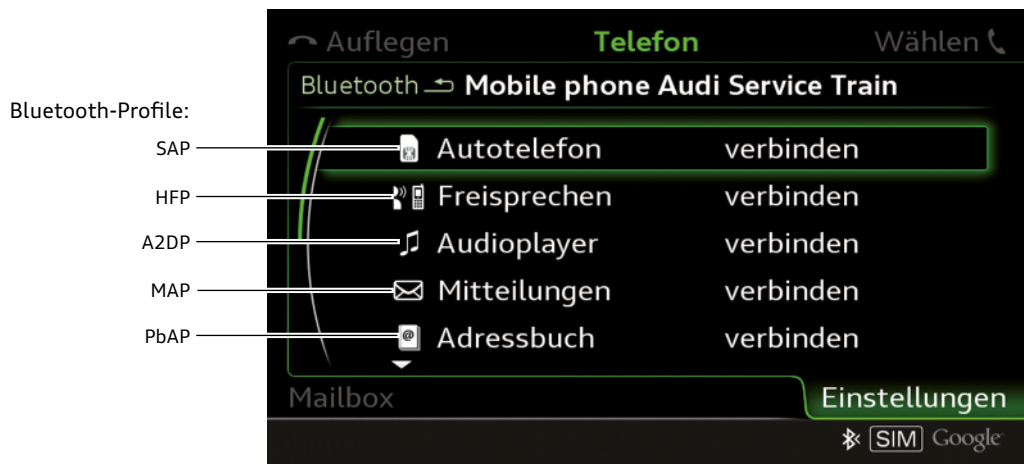 Auflegen Telefon Wählen
Bluetooth Mobile phone Audi Service Train
Bluetooth-Profile:
SAP Autotelefon verbinden
HFP Freisprechen verbinden
A2DP Audioplayer verbinden
MAP Mitteilungen verbinden
PbAP @ Adressbuch verbinden
Mailbox Einstellungen
SIM Google